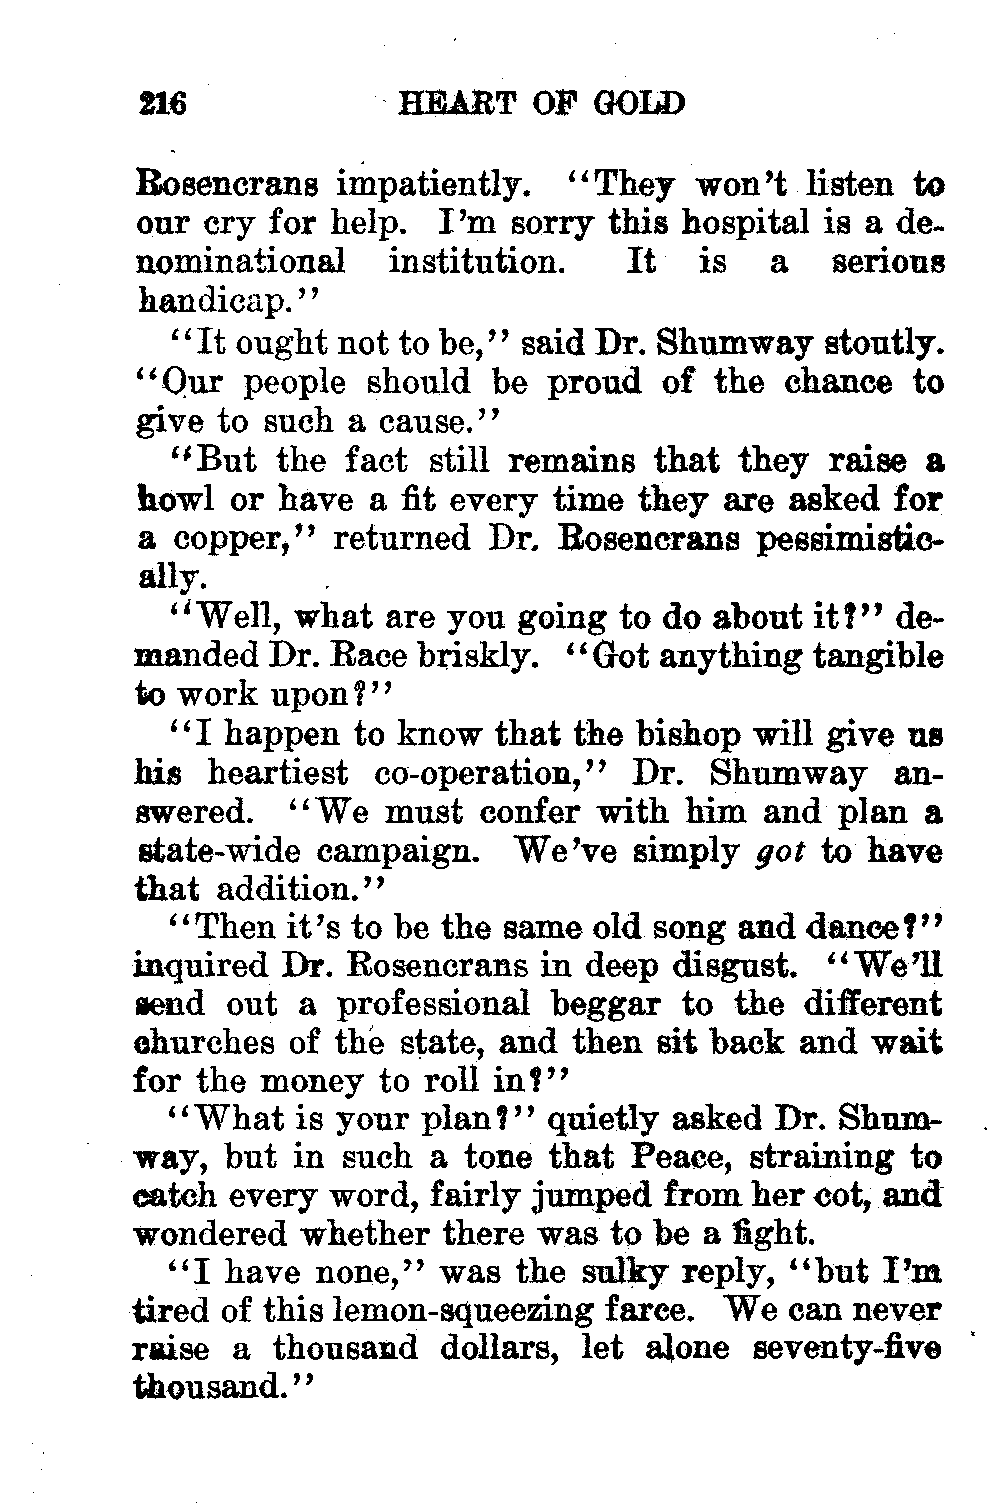 216 HEART OF GOLD
Rosencrans impatiently. "They won't listen to
our cry for help. I'm sorry this hospital is a de-
nominational institution. It is a serious
handicap."
"It ought not to be," said Dr. Shumway stoutly.
"Our people should be proud of the chance to
give to such a cause."
"But the fact still remains that they raise a
howl or have a fit every time they are asked for
a copper," returned Dr. Rosencrans pessimistic-
ally.
"Well, what are you going to do about it?" de-
manded Dr. Race briskly. "Got anything tangible
to work upon?"
"I happen to know that the bishop will give us
his heartiest co-operation," Dr. Shumway an-
swered. "We must confer with him and plan a
state-wide campaign. We've simply got to have
that addition."
"Then it's to be the same old song and dance?"
inquired Dr. Rosencrans in deep disgust. "We'll
send out a professional beggar to the different
churches of the state, and then sit back and wait
for the money to roll in?"
"What is your plan?" quietly asked Dr. Shum-
way, but in such a tone that Peace, straining to
catch every word, fairly jumped from her cot, and
wondered whether there was to be a fight.
"I have none," was the sulky reply, "but I'm
tired of this lemon-squeezing farce. We can never
raise a thousand dollars, let alone seventy-five
thousand."